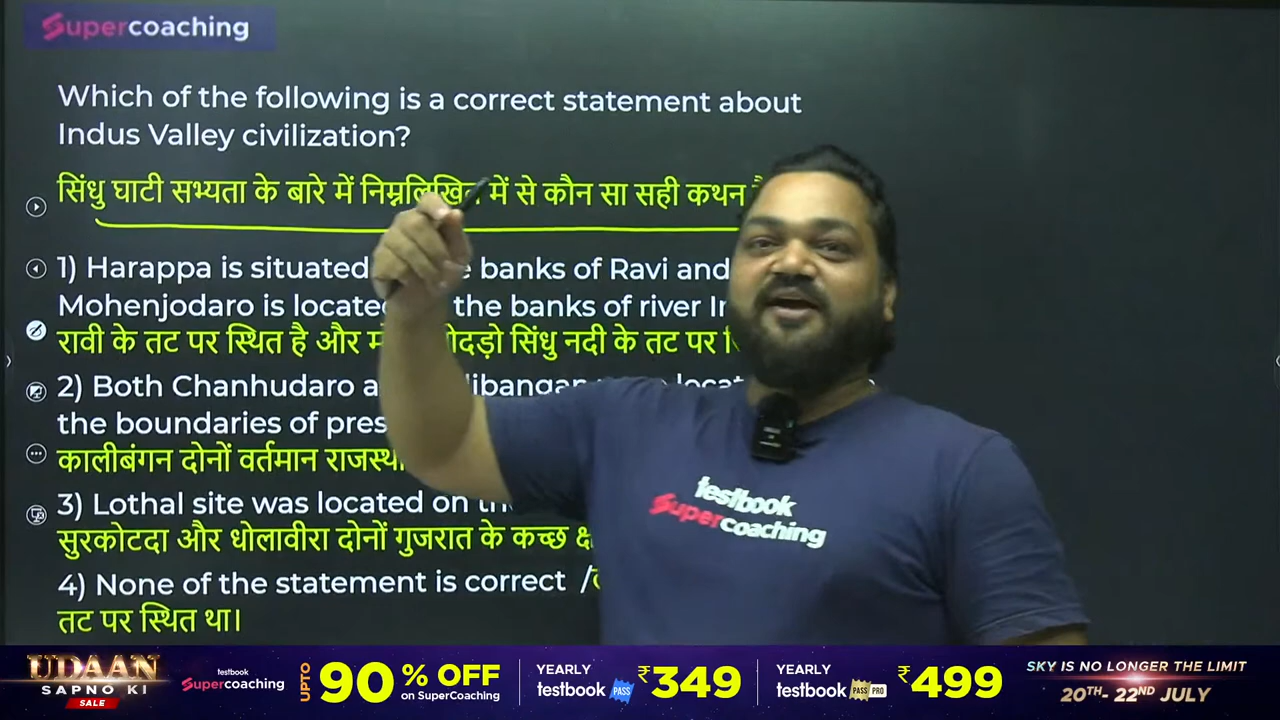 Supercoaching
Which of the following is a correct statement about
Indus Valley civilization?
सिंधु घाटी सभ्यता के बारे में निम्नलिखित में से कौन सा सही कथन
1) Harappa is situated banks of Ravi and
Mohenjodaro is located the banks of river
रावी के तट पर स्थित है और सिंधु नदी के तट पर
2) Both Chanhudaro
the boundaries of
कालीबंगन दोनों वर्तमान
3) Lothal site was located on
सुरकोटदा और धोलावीरा दोनों गुजरात के कच्छ
4) None of the statement is correct /
तट पर स्थित था।
testbook
Supercoaching
UDAAN
SAPNO KI
SALE
testbook
Supercoaching
UPTO 90% OFF
on SuperCoaching
YEARLY
testbook PASS
₹349
YEARLY
testbook PASS PRO
₹499
SKY IS NO LONGER THE LIMIT
20TH- 22ND JULY